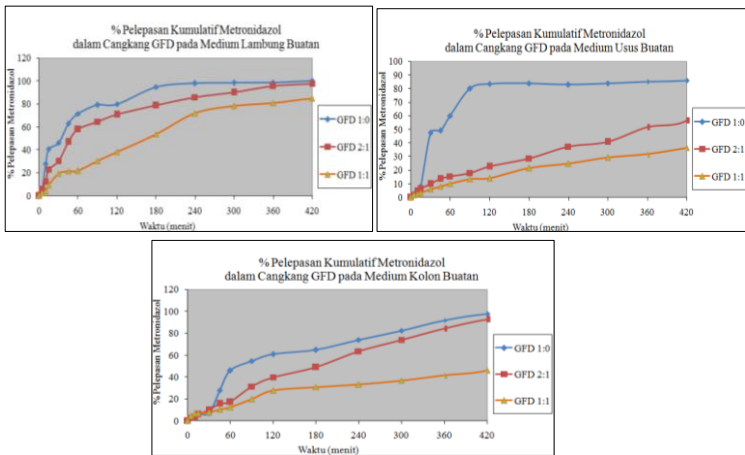 % Pelepasan Kumulatif Metronidazol
dalam Cangkang GFD pada Medium Lambung Buatan
% Pelepasan Metronidazol
120
100
80
60
40
20
0
0 60 120 180 240 300 360 420
Waktu (menit)
GFD 1:0
GFD 2:1
GFD 1:1
% Pelepasan Kumulatif Metronidazol
dalam Cangkang GFD pada Medium Usus Buatan
% Pelepasan Metronidazol
100
90
80
70
60
50
40
30
20
10
0
0 60 120 180 240 300 360 420
Waktu (menit)
GFD 1:0
GFD 2:1
GFD 1:1
% Pelepasan Kumulatif Metronidazol
dalam Cangkang GFD pada Medium Kolon Buatan
% Pelepasan Metronidazol
120
100
80
60
40
20
0
0 60 120 180 240 300 360 420
Waktu (menit)
GFD 1:0
GFD 2:1
GFD 1:1